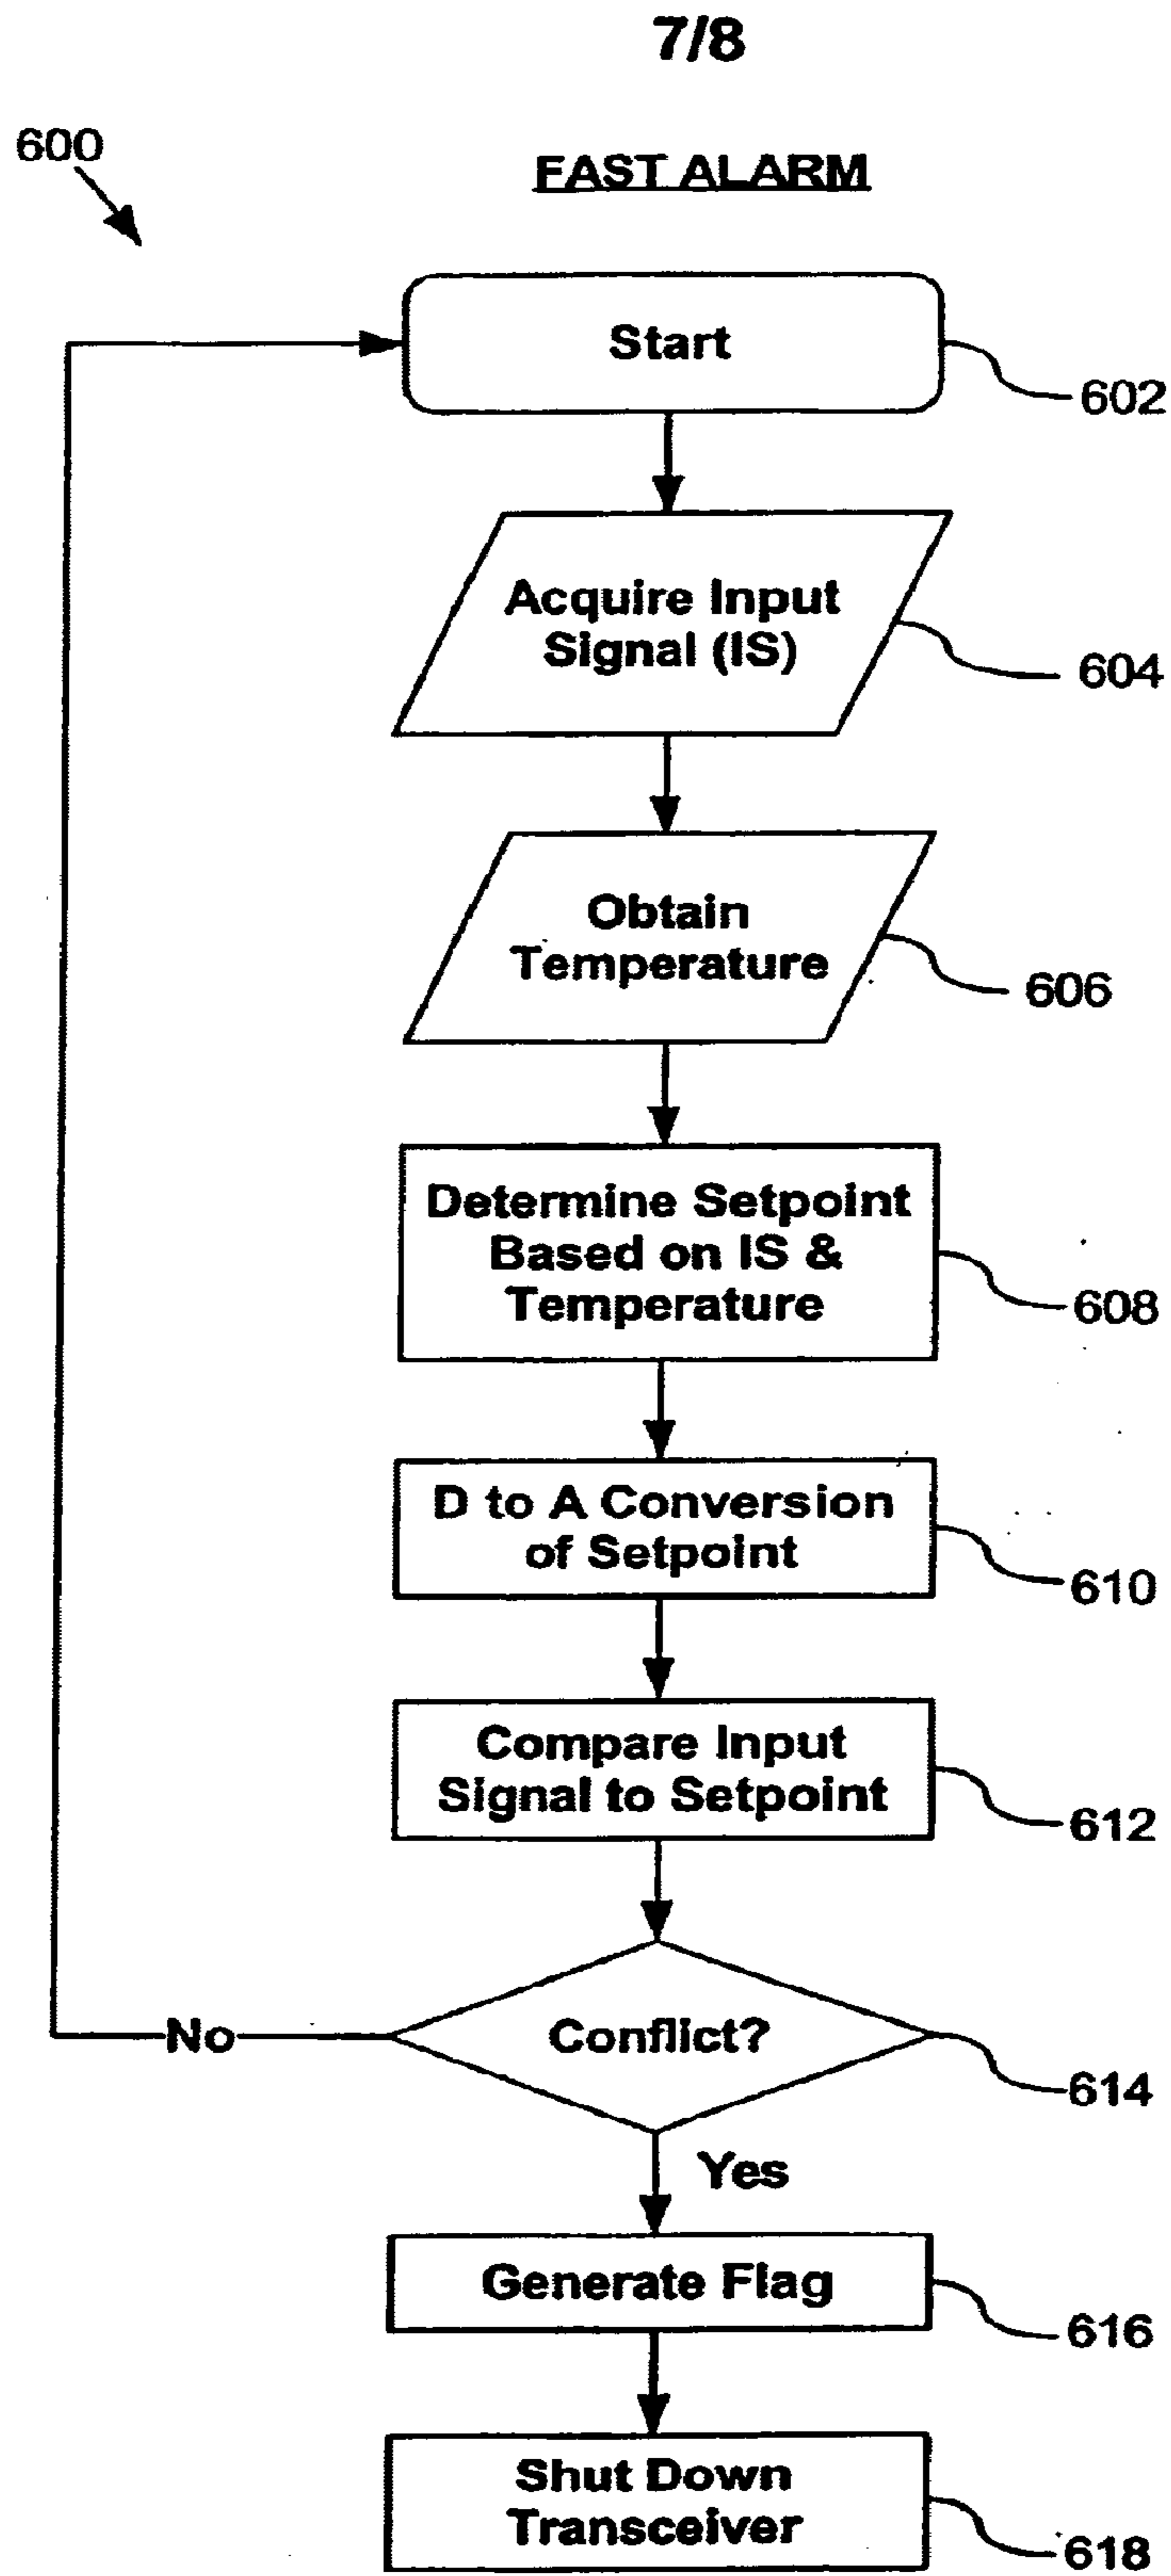 7/8
600
FAST ALARM
Start
602
Acquire Input
Signal (IS)
604
Obtain
Temperature
606
Determine Setpoint
Based on IS &
Temperature
608
D to A Conversion
of Setpoint
610
Compare Input
Signal to Setpoint
612
Conflict?
No
614
Yes
Generate Flag
616
Shut Down
Transceiver
618